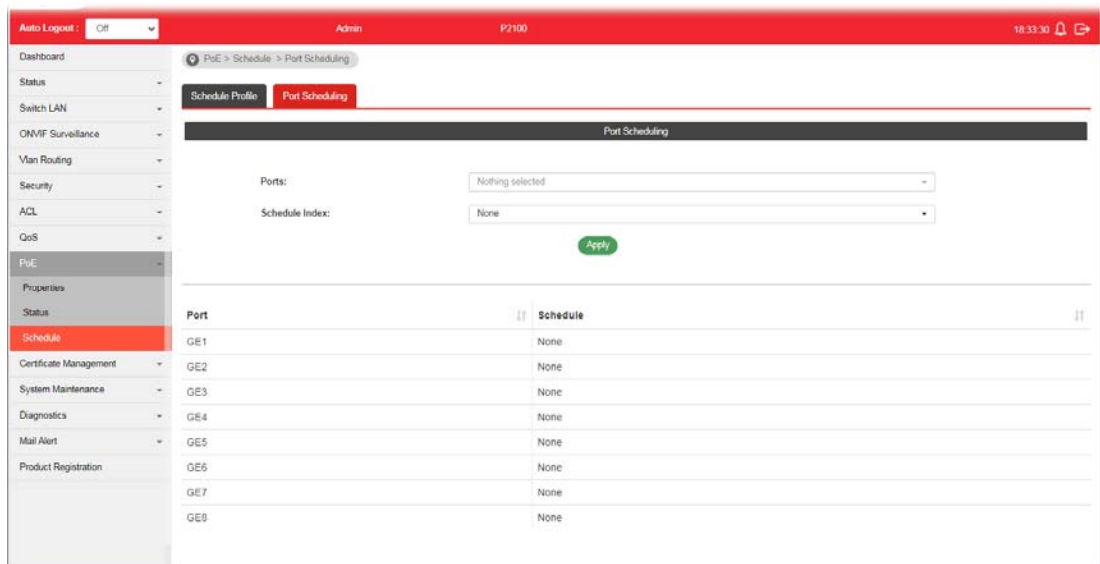 Auto Logout : Off Admin P2100 18:33:30
Dashboard
Status
Switch LAN
ONVIF Surveillance
Vlan Routing
Security
ACL
QoS
PoE
Properties
Status
Schedule
Certificate Management
System Maintenance
Diagnostics
Mail Alert
Product Registration
PoE > Schedule > Port Scheduling
Schedule Profile Port Scheduling
Port Scheduling
Ports: Nothing selected
Schedule Index: None
Apply
Port Schedule
GE1 None
GE2 None
GE3 None
GE4 None
GE5 None
GE6 None
GE7 None
GE8 None